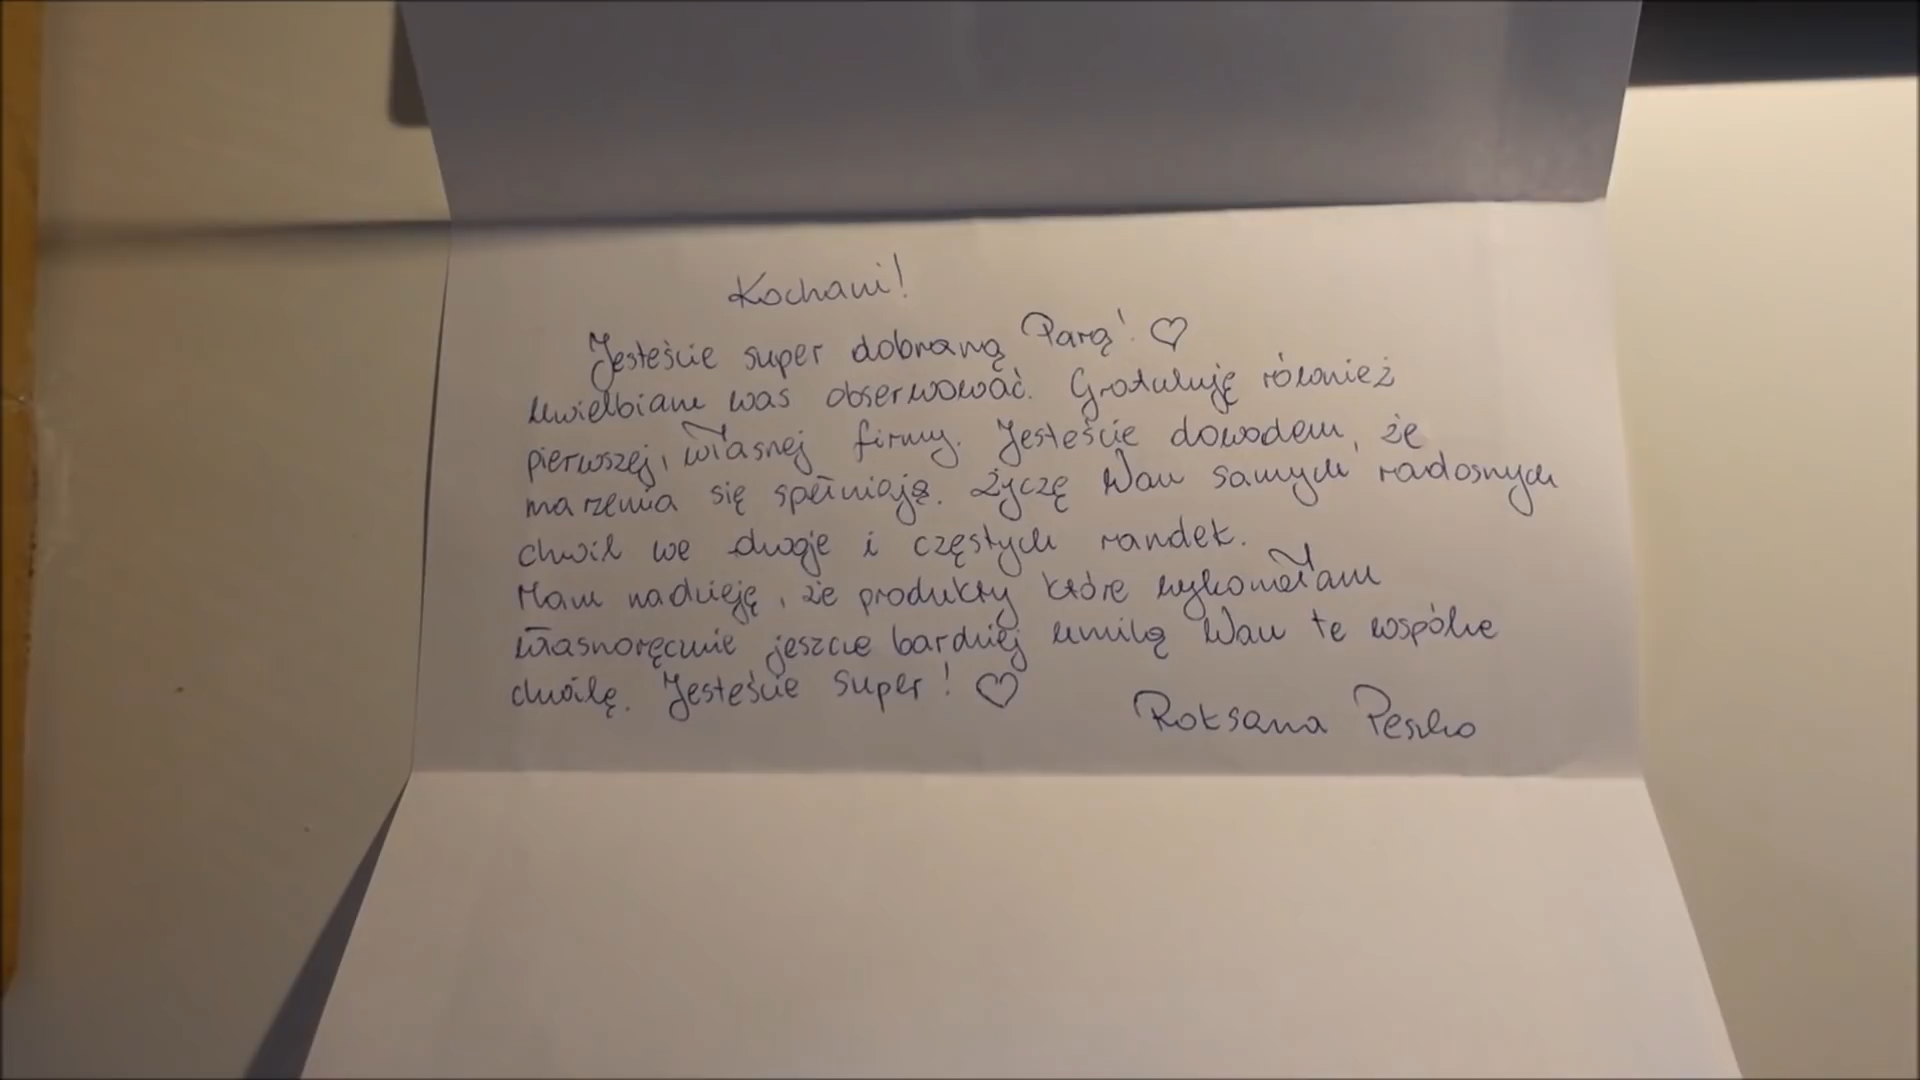 Kochani!
Jesteście super dobraną Parą! ♡
Uwielbiam was obserwować. Gratuluję również
pierwszej, własnej firmy. Jesteście dowodem, że
marzenia się spełniają. Życzę Wam samych radosnych
chwil we dwoje i częstych randek.
Mam nadzieję, że produkty które wykonałam
własnoręcznie jeszcze bardziej umilą Wam te wspólne
chwilę. Jesteście super! ♡
Roksana